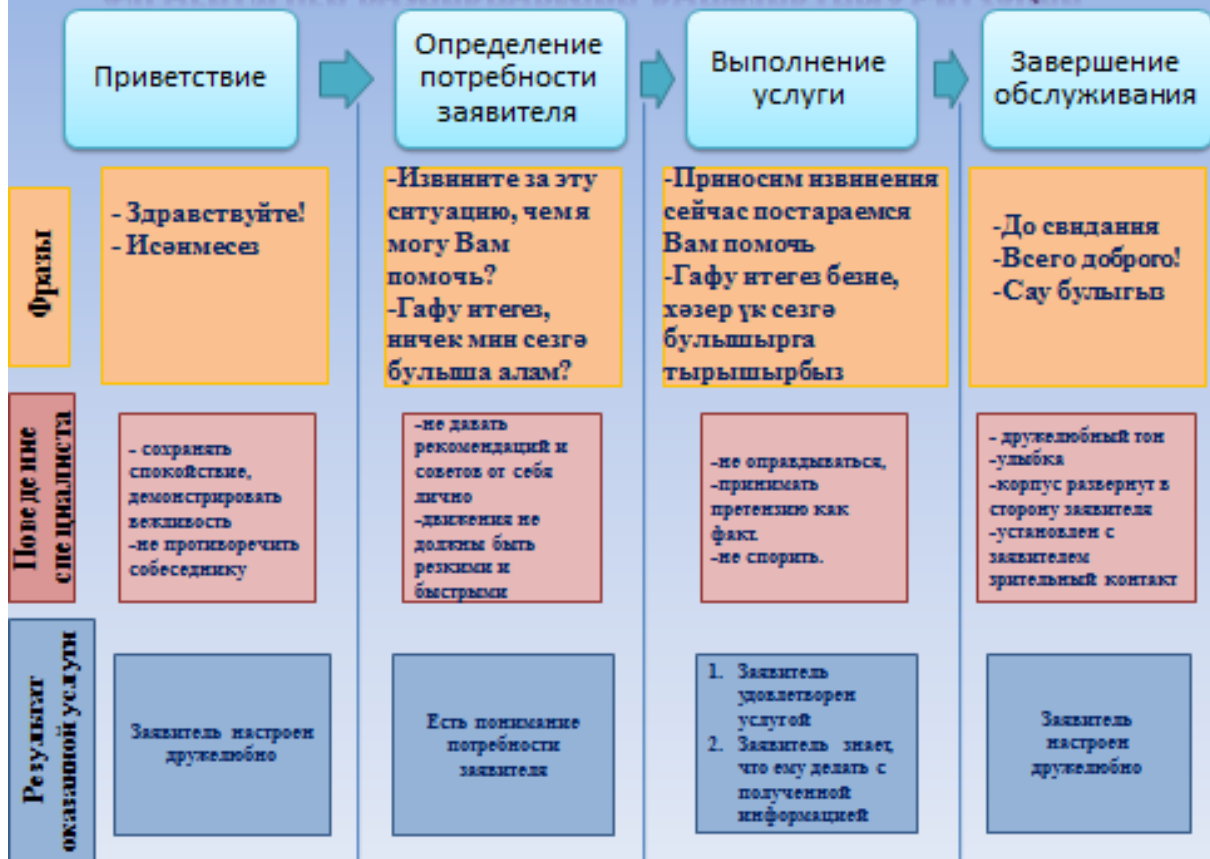 Приветствие
Определение
потребности
заявителя
Выполнение
услуги
Завершение
обслуживания
Фразы
- Здравствуйте!
- Исәнмесез
-Извините за эту
ситуацию, чем я
могу Вам
помочь?
-Гафу итегез,
ничек мин сезгә
булыша алам?
-Приносим извинения
сейчас постараемся
Вам помочь
-Гафу итегез безне,
хәзер үк сезгә
булышырга
тырышырбыз
-До свидания
-Всего доброго!
-Сау булыгыз
Поведение
специалиста
- сохранять
спокойствие,
демонстрировать
вежливость
-не противоречить
собеседнику
-не давать
рекомендаций и
советов от себя
лично
-движения не
должны быть
резкими и
быстрыми
-не оправдываться,
-принимать
претензию как
факт.
-не спорить.
- дружелюбный тон
-улыбка
-корпус развернут в
сторону заявителя
-установлен с
заявителем
зрительный контакт
Результат
оказанной услуги
Заявитель настроен
дружелюбно
Есть понимание
потребности
заявителя
1. Заявитель
удовлетворен
услугой
2. Заявитель знает,
что ему делать с
полученной
информацией
Заявитель
настроен
дружелюбно